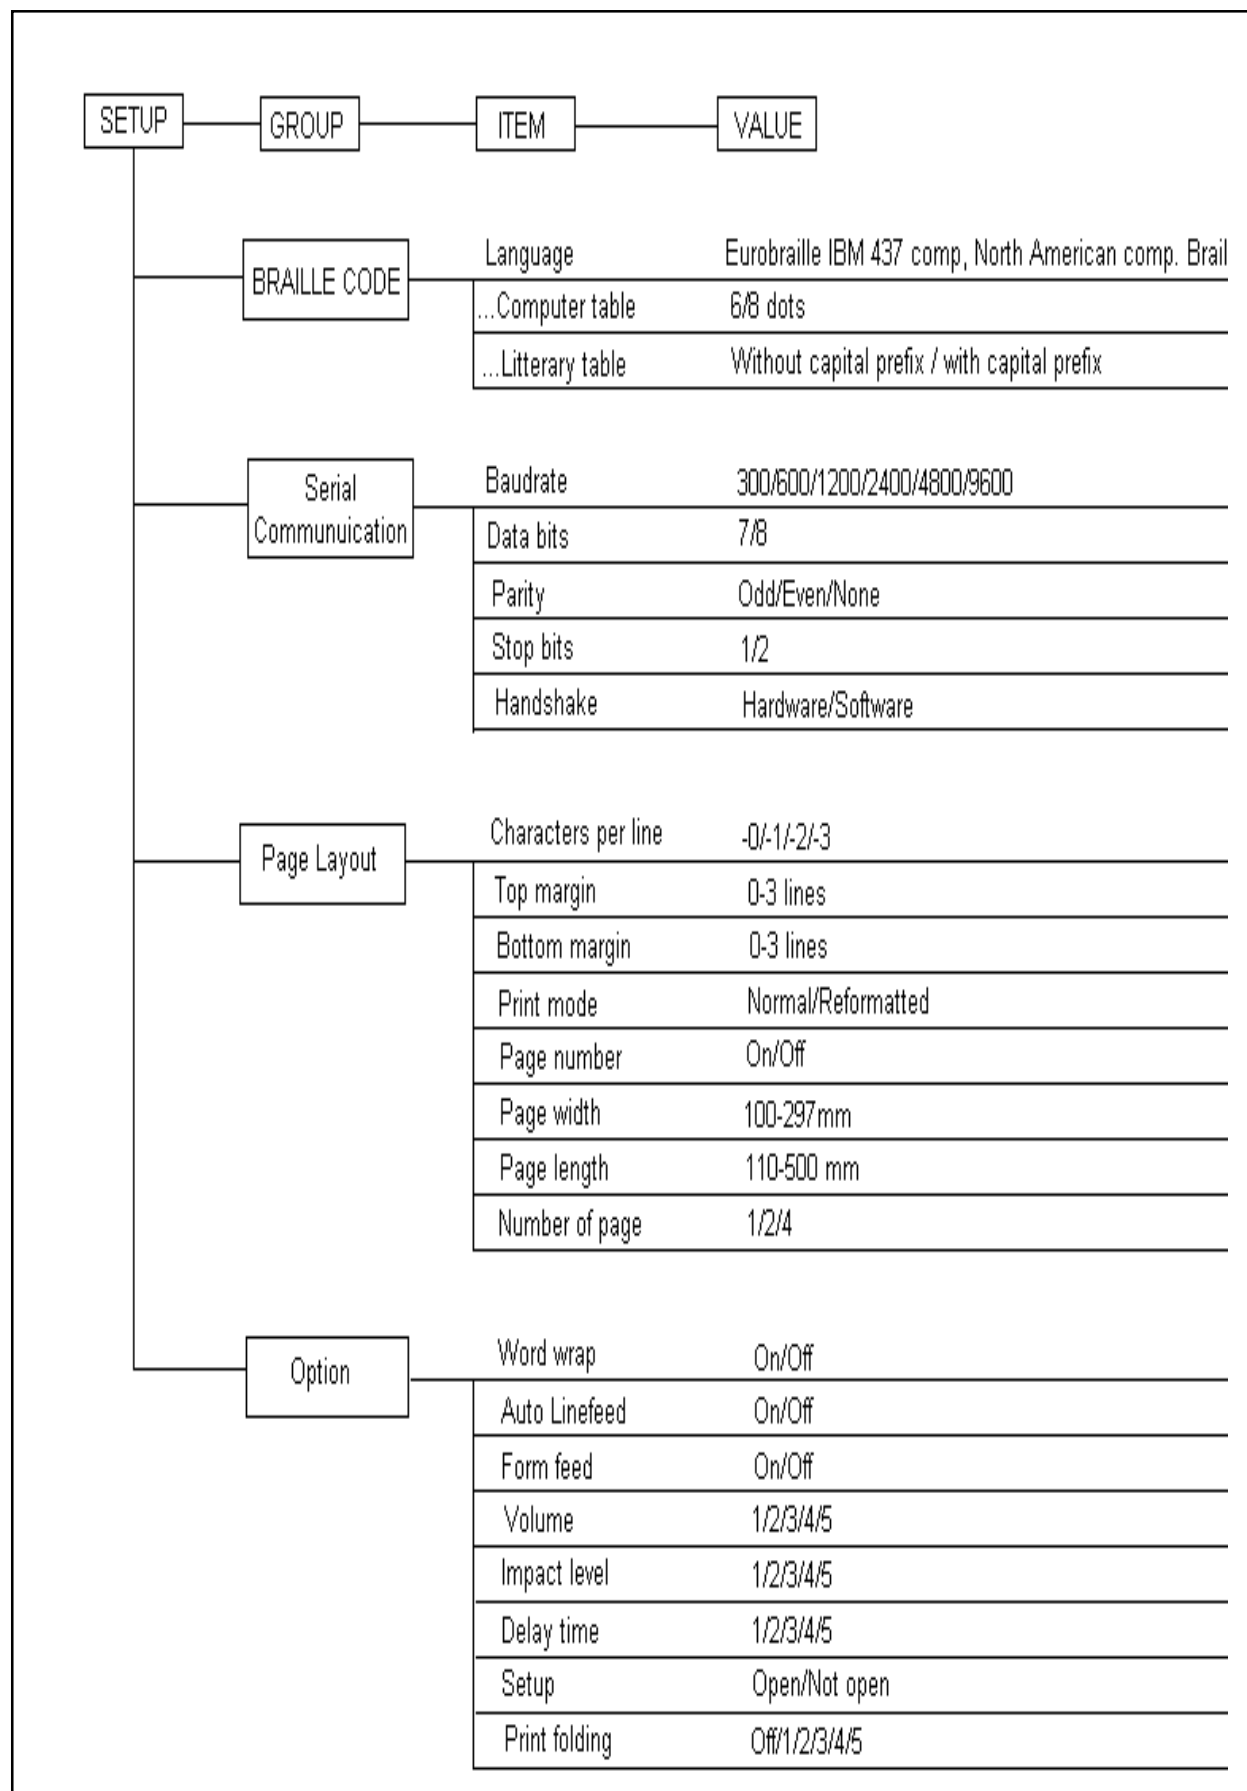 SETUP GROUP ITEM VALUE
Language Eurobraille IBM 437 comp, North American comp. Brail
BRAILLE CODE
...Computer table 6/8 dots
...Litterary table Without capital prefix / with capital prefix
Baudrate 300/600/1200/2400/4800/9600
Serial
Communuication
Data bits 7/8
Parity Odd/Even/None
Stop bits 1/2
Handshake Hardware/Software
Characters per line -0/-1/-2/-3
Page Layout
Top margin 0-3 lines
Bottom margin 0-3 lines
Print mode Normal/Reformatted
Page number On/Off
Page width 100-297mm
Page length 110-500 mm
Number of page 1/2/4
Word wrap On/Off
Option
Auto Linefeed On/Off
Form feed On/Off
Volume 1/2/3/4/5
Impact level 1/2/3/4/5
Delay time 1/2/3/4/5
Setup Open/Not open
Print folding Off/1/2/3/4/5